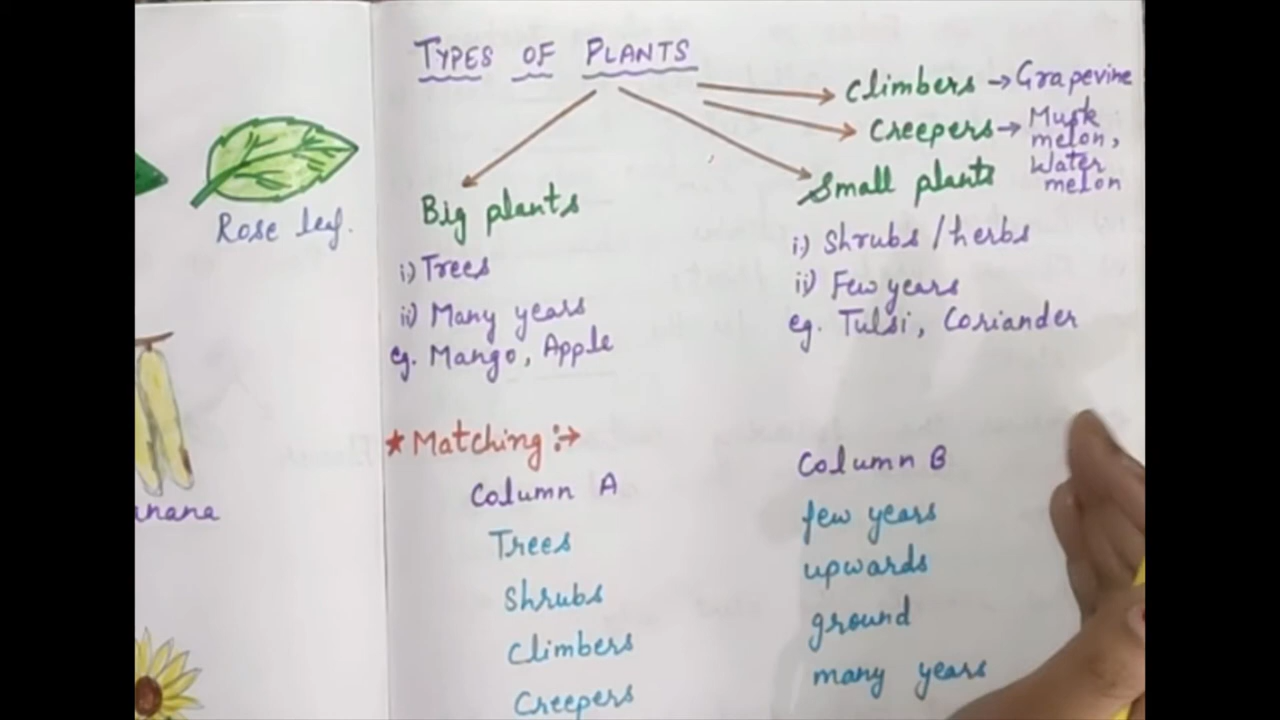 TYPES OF PLANTS
Climbers → Grapevine
Creepers → Musk
melon,
Water
melon
Small plants
Big plants
Rose leaf.
i) Trees
ii) Many years
eg. Mango, Apple
i.) Shrubs / herbs
ii) Few years
eg. Tulsi, Coriander
★ Matching :→
Column A
Column B
Trees
few years
Shrubs
upwards
Climbers
ground
Creepers
many years
anana